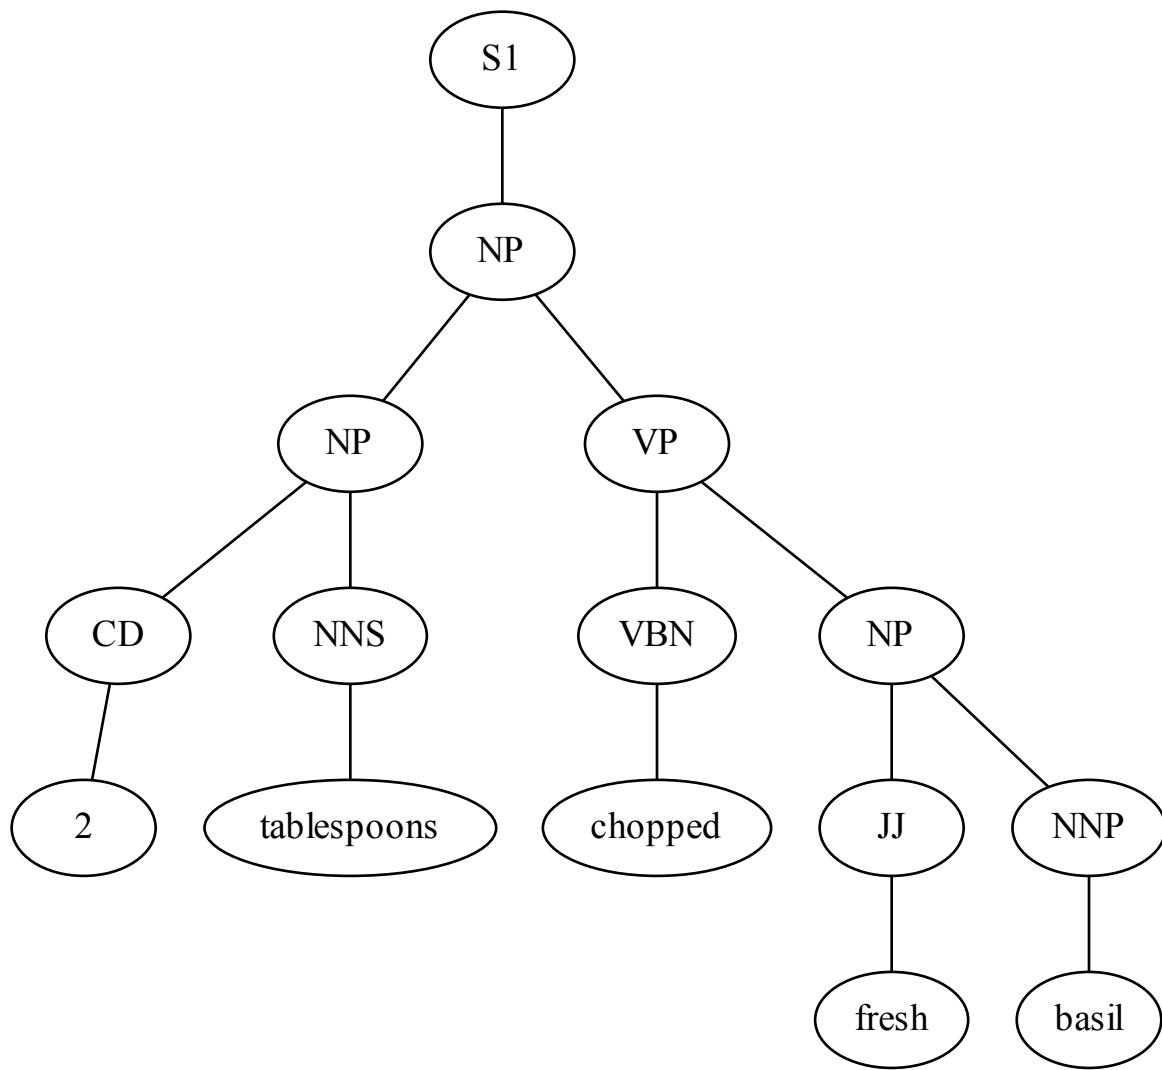 S1
NP
NP VP
CD NNS VBN NP
2 tablespoons chopped JJ NNP
fresh basil